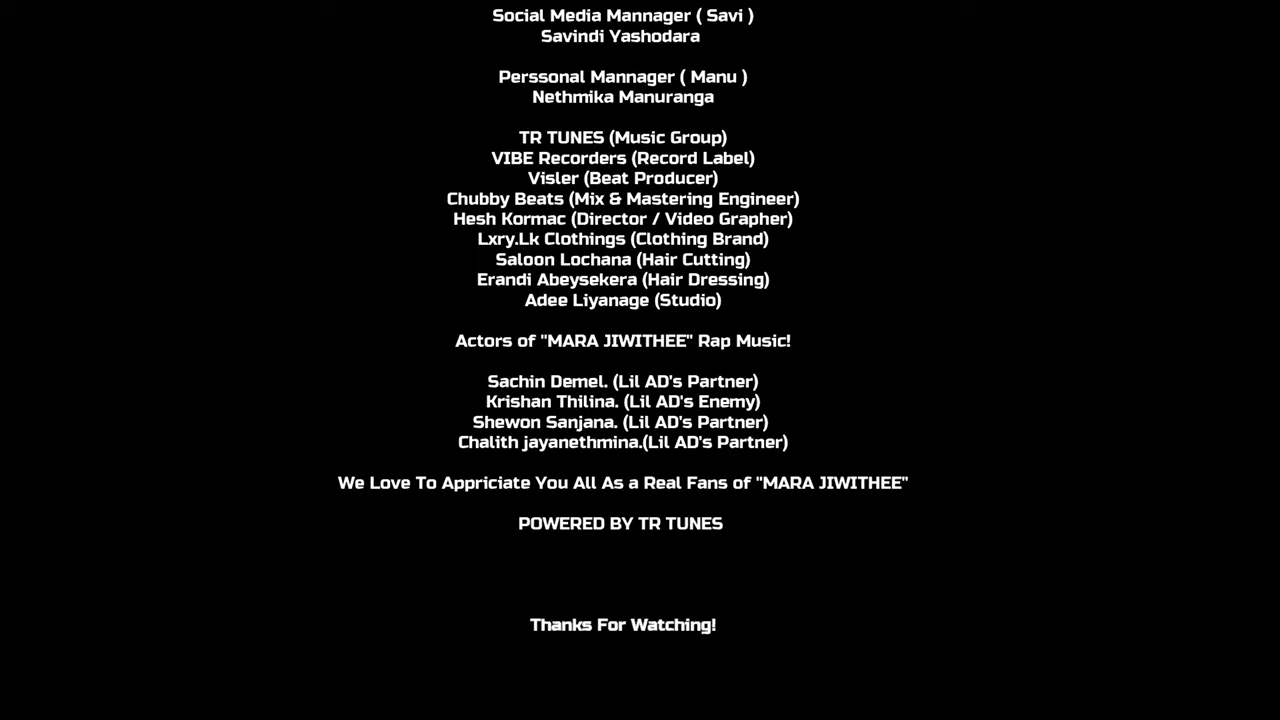 Social Media Mannager ( Savi )
Savindi Yashodara
Perssonal Mannager ( Manu )
Nethmika Manuranga
TR TUNES (Music Group)
VIBE Recorders (Record Label)
Visler (Beat Producer)
Chubby Beats (Mix & Mastering Engineer)
Hesh Kormac (Director / Video Grapher)
Lxry.Lk Clothings (Clothing Brand)
Saloon Lochana (Hair Cutting)
Erandi Abeysekera (Hair Dressing)
Adee Liyanage (Studio)
Actors of "MARA JIWITHEE" Rap Music!
Sachin Demel. (Lil AD's Partner)
Krishan Thilina. (Lil AD's Enemy)
Shewon Sanjana. (Lil AD's Partner)
Chalith jayanethmina.(Lil AD's Partner)
We Love To Appriciate You All As a Real Fans of "MARA JIWITHEE"
POWERED BY TR TUNES
Thanks For Watching!